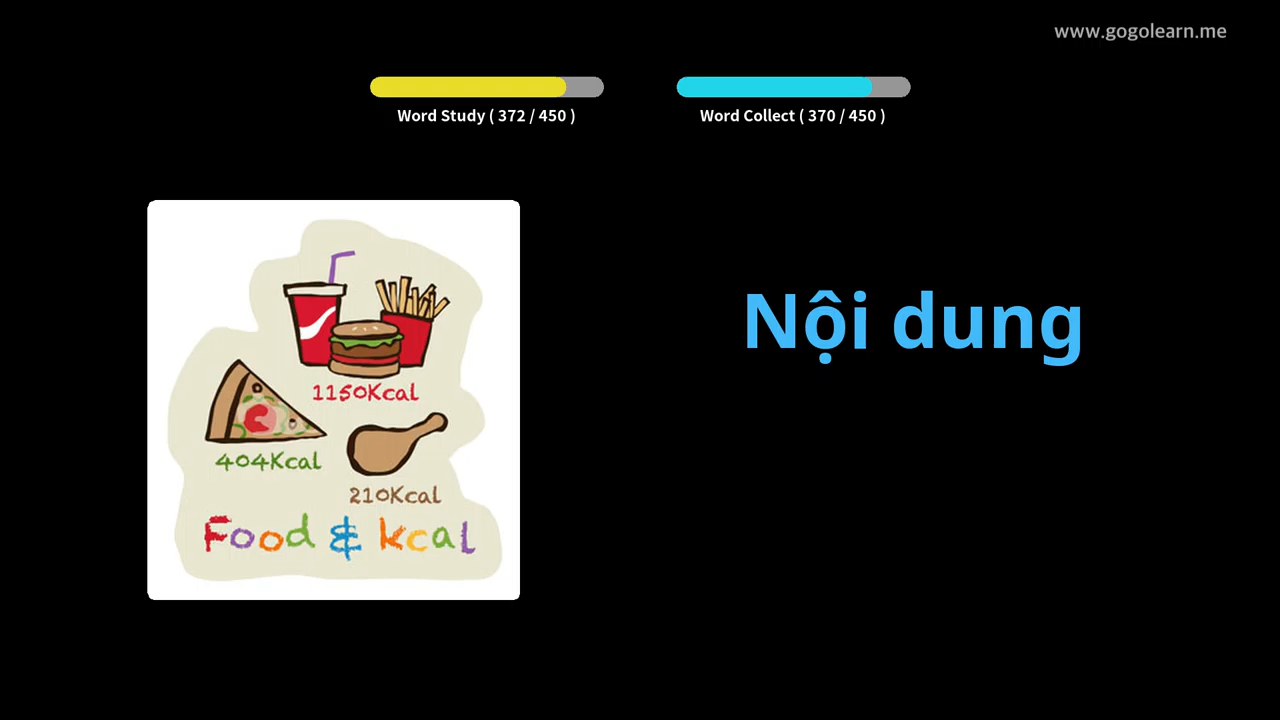 www.gogolearn.me
Word Study ( 372 / 450 )
Word Collect ( 370 / 450 )
Nội dung
1150Kcal
404Kcal
210Kcal
Food & kcal